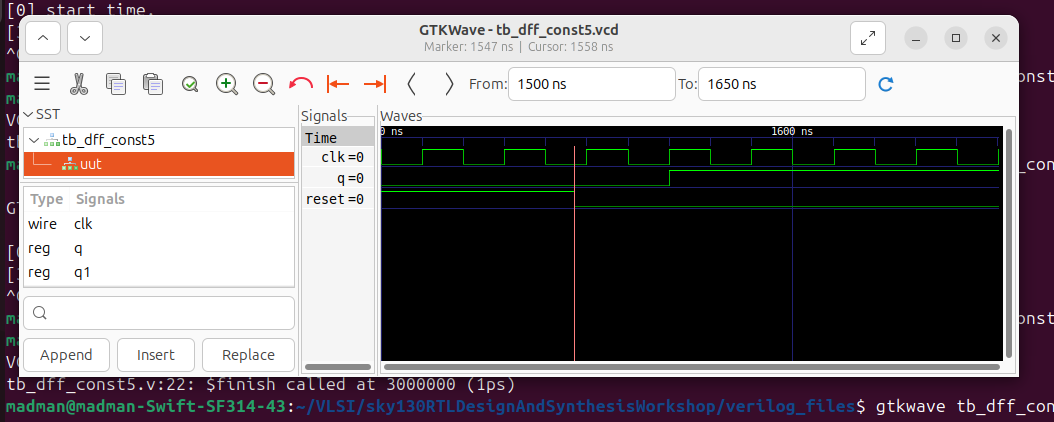 [0] start time.
GTKWave - tb_dff_const5.vcd
Marker: 1547 ns | Cursor: 1558 ns
From: 1500 ns To: 1650 ns
SST
tb_dff_const5
uut
Type Signals
wire clk
reg q
reg q1
Append Insert Replace
Signals
Time
clk =0
q =0
reset =0
Waves
0 ns 1600 ns
tb_dff_const5.v:22: $finish called at 3000000 (1ps)
madman@madman-Swift-SF314-43:~/VLSI/sky130RTLDesignAndSynthesisWorkshop/verilog_files$ gtkwave tb_dff_con